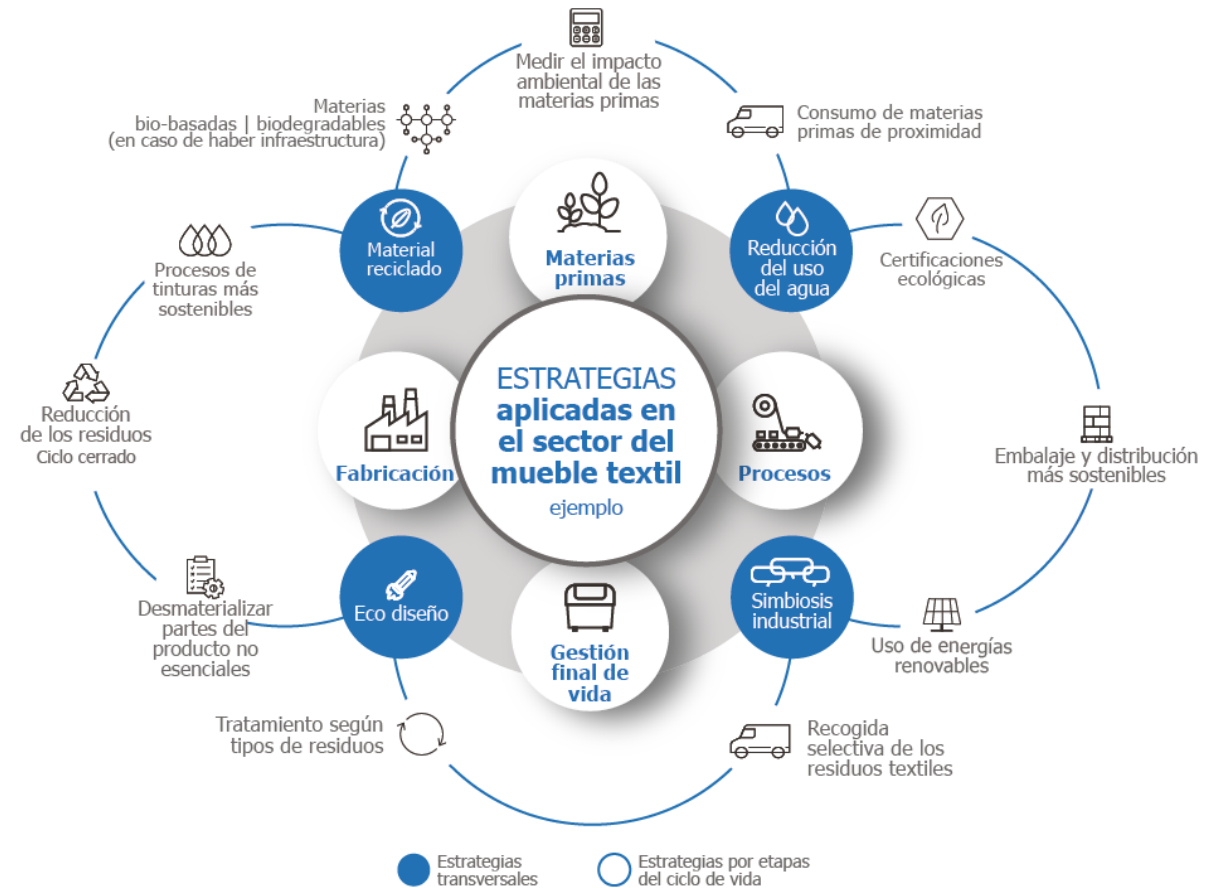 Medir el impacto
ambiental de las
materias primas
Materias
bio-basadas | biodegradables
(en caso de haber infraestructura)
Consumo de materias
primas de proximidad
Material
reciclado
Materias
primas
Reducción
del uso
del agua
Certificaciones
ecológicas
Procesos de
tinturas más
sostenibles
Reducción
de los residuos
Ciclo cerrado
Fabricación
ESTRATEGIAS
aplicadas en
el sector del
mueble textil
ejemplo
Procesos
Embalaje y distribución
más sostenibles
Desmaterializar
partes del
producto no
esenciales
Eco diseño
Gestión
final de
vida
Simbiosis
industrial
Uso de energías
renovables
Tratamiento según
tipos de residuos
Recogida
selectiva de los
residuos textiles
Estrategias
transversales
Estrategias por etapas
del ciclo de vida